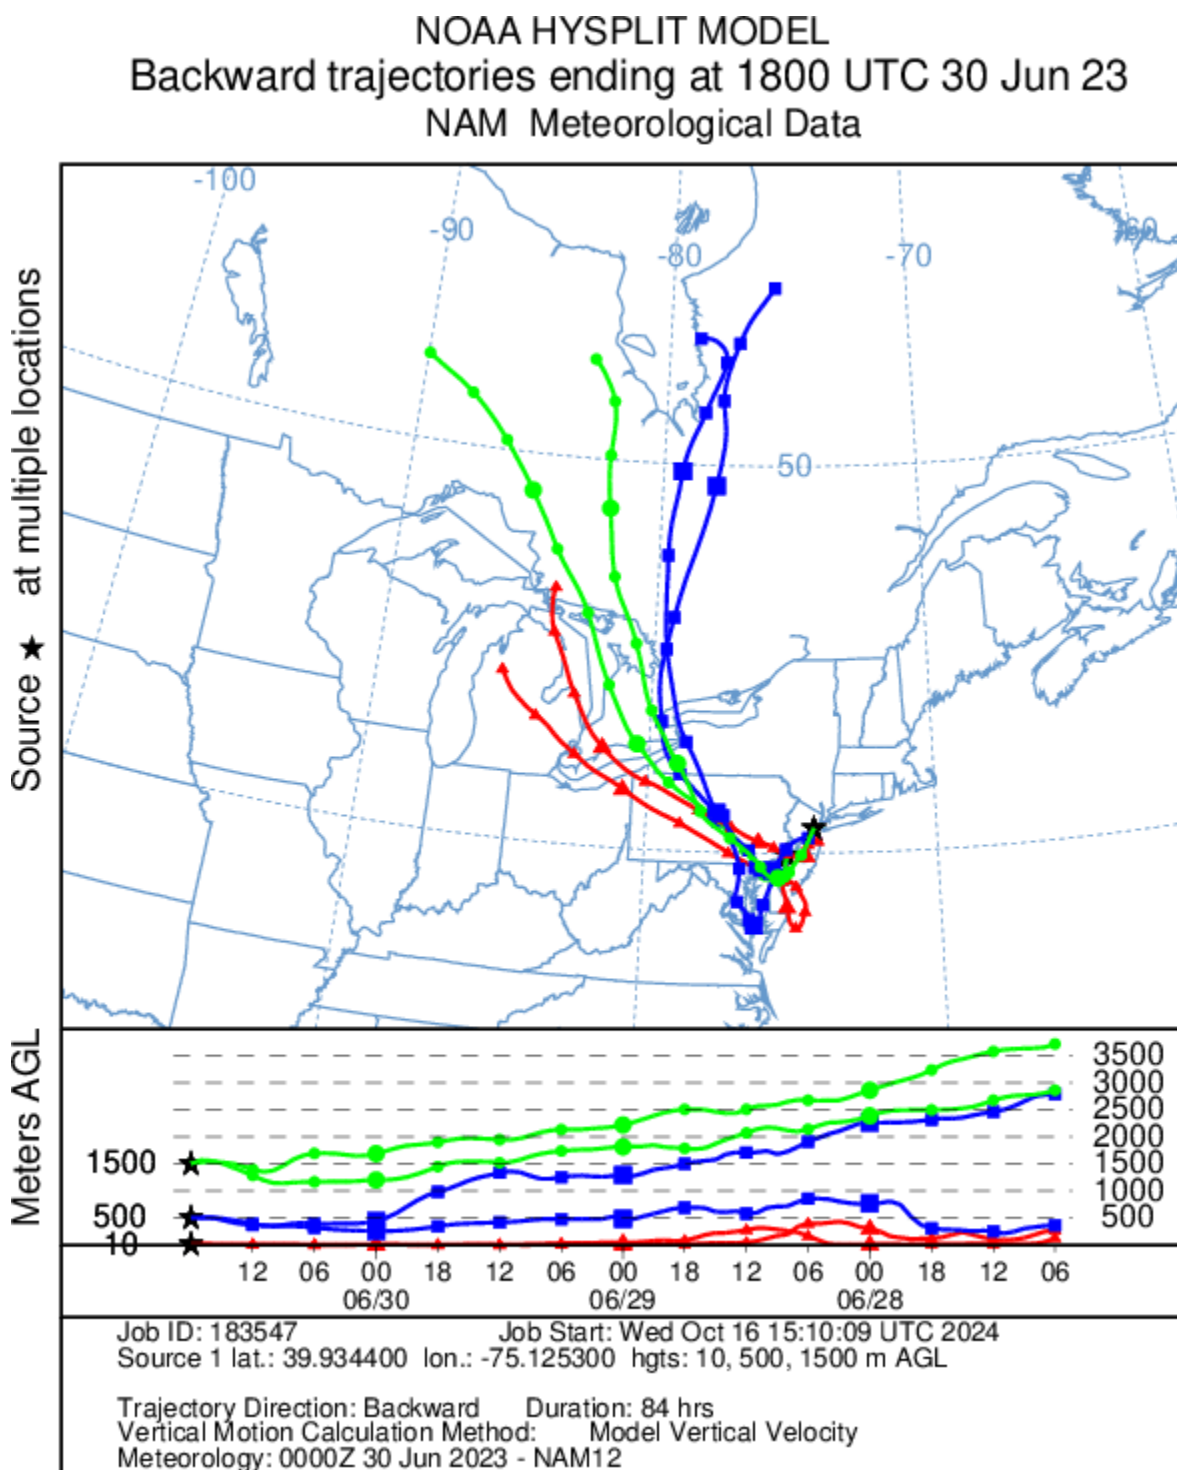 NOAA HYSPLIT MODEL
Backward trajectories ending at 1800 UTC 30 Jun 23
NAM Meteorological Data
Source ★ at multiple locations
-100
-90
-80
-70
-60
50
Meters AGL
3500
3000
2500
2000
1500
1500
1000
500
500
10
12 06 00 18 12 06 00 18 12 06 00 18 12 06
06/30 06/29 06/28
Job ID: 183547 Job Start: Wed Oct 16 15:10:09 UTC 2024
Source 1 lat.: 39.934400 lon.: -75.125300 hgts: 10, 500, 1500 m AGL
Trajectory Direction: Backward Duration: 84 hrs
Vertical Motion Calculation Method: Model Vertical Velocity
Meteorology: 0000Z 30 Jun 2023 - NAM12